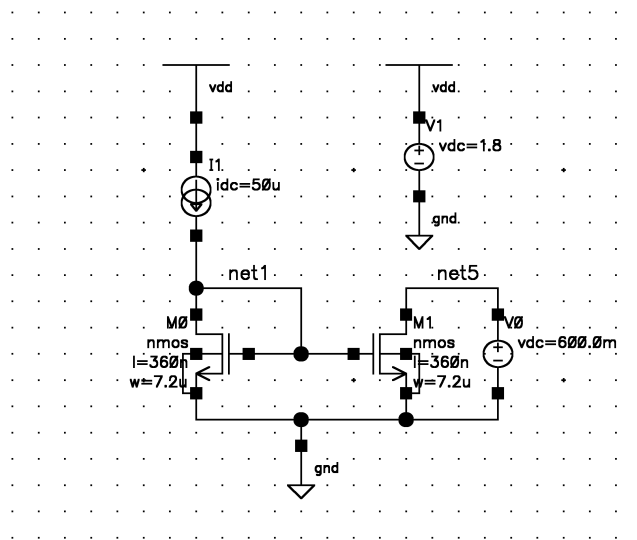 vdd
vdd
V1
vdc=1.8
I1
idc=50u
gnd
net1
net5
M0
M1
V0
nmos
nmos
vdc=600.0m
l=360n
l=360n
w=7.2u
w=7.2u
gnd